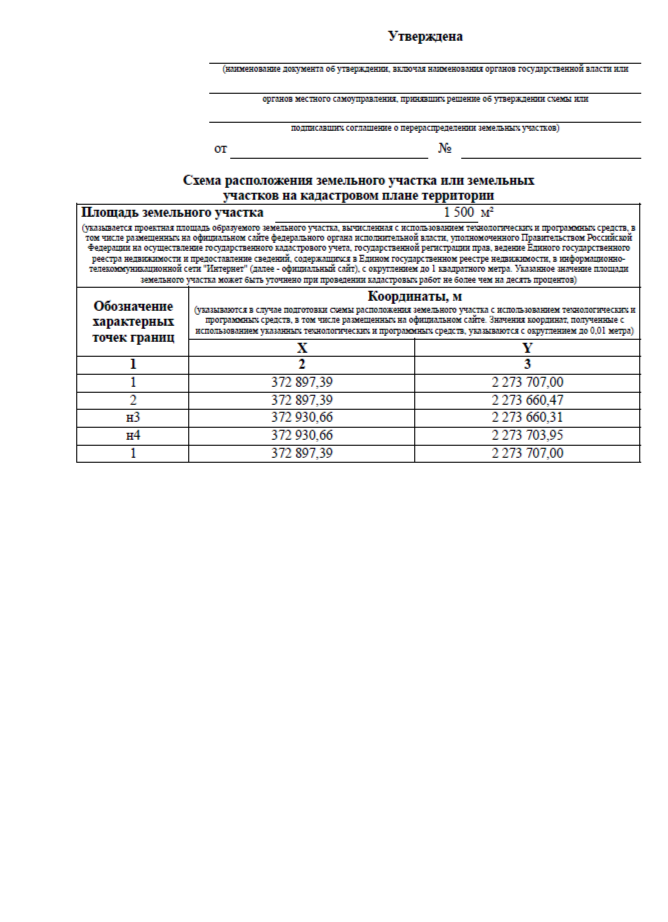 Утверждена
(наименование документа об утверждении, включая наименования органов государственной власти или
органов местного самоуправления, принявших решение об утверждении схемы или
подписавших соглашение о перераспределении земельных участков)
от №
Схема расположения земельного участка или земельных
участков на кадастровом плане территории
Площадь земельного участка 1 500 м²
(указывается проектная площадь образуемого земельного участка, вычисленная с использованием технологических и программных средств, в
том числе размещенных на официальном сайте федерального органа исполнительной власти, уполномоченного Правительством Российской
Федерации на осуществление государственного кадастрового учета, государственной регистрации прав, ведение Единого государственного
реестра недвижимости и предоставление сведений, содержащихся в Едином государственном реестре недвижимости, в информационно-
телекоммуникационной сети "Интернет" (далее - официальный сайт), с округлением до 1 квадратного метра. Указанное значение площади
земельного участка может быть уточнено при проведении кадастровых работ не более чем на десять процентов)
Обозначение
характерных
точек границ
Координаты, м
(указываются в случае подготовки схемы расположения земельного участка с использованием технологических и
программных средств, в том числе размещенных на официальном сайте. Значения координат, полученные с
использованием указанных технологических и программных средств, указываются с округлением до 0,01 метра)
X Y
1 2 3
1 372 897,39 2 273 707,00
2 372 897,39 2 273 660,47
н3 372 930,66 2 273 660,31
н4 372 930,66 2 273 703,95
1 372 897,39 2 273 707,00